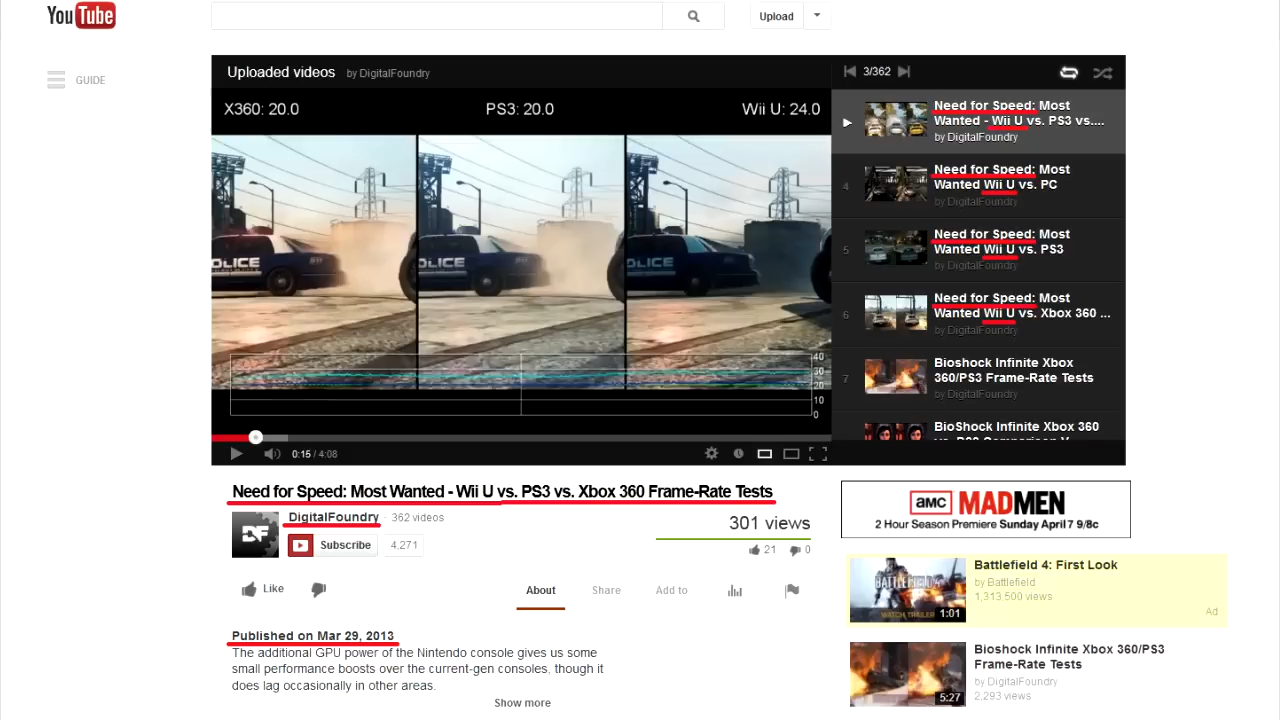 YouTube
Upload
GUIDE
Uploaded videos by DigitalFoundry
3/362
X360: 20.0 PS3: 20.0 Wii U: 24.0
POLICE
OLICE
POLICE
40
30
20
10
0
0:15 / 4:08
Need for Speed: Most
Wanted - Wii U vs. PS3 vs....
by DigitalFoundry
4
Need for Speed: Most
Wanted Wii U vs. PC
by DigitalFoundry
5
Need for Speed: Most
Wanted Wii U vs. PS3
by DigitalFoundry
6
Need for Speed: Most
Wanted Wii U vs. Xbox 360 ...
by DigitalFoundry
7
Bioshock Infinite Xbox
360/PS3 Frame-Rate Tests
by DigitalFoundry
BioShock Infinite Xbox 360
Need for Speed: Most Wanted - Wii U vs. PS3 vs. Xbox 360 Frame-Rate Tests
DF
DigitalFoundry · 362 videos
Subscribe 4,271
301 views
21 0
Like
About Share Add to
Published on Mar 29, 2013
The additional GPU power of the Nintendo console gives us some
small performance boosts over the current-gen consoles, though it
does lag occasionally in other areas.
Show more
amc MADMEN
2 Hour Season Premiere Sunday April 7 9/8c
BATTLEFIELD 4
WATCH TRAILER
1:01
Battlefield 4: First Look
by Battlefield
1,313,500 views
Ad
5:27
Bioshock Infinite Xbox 360/PS3
Frame-Rate Tests
by DigitalFoundry
2,293 views